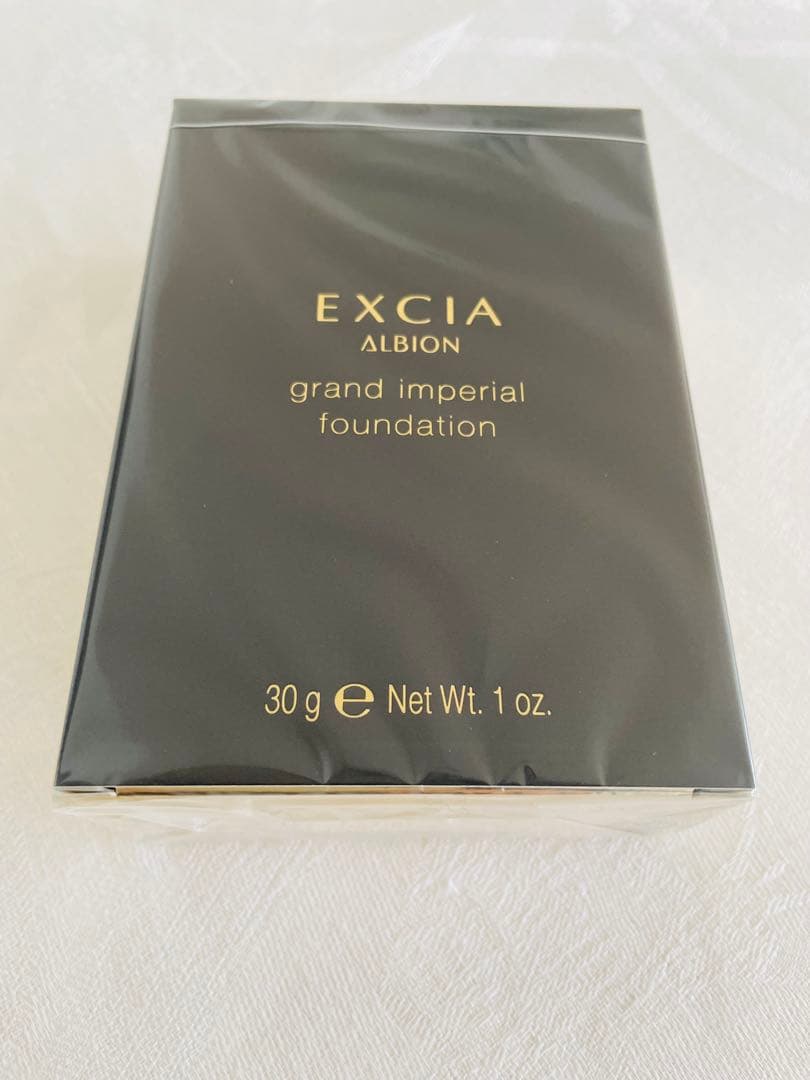 EXCIA
ALBION
grand imperial
foundation
30 g ℮ Net Wt. 1 oz.